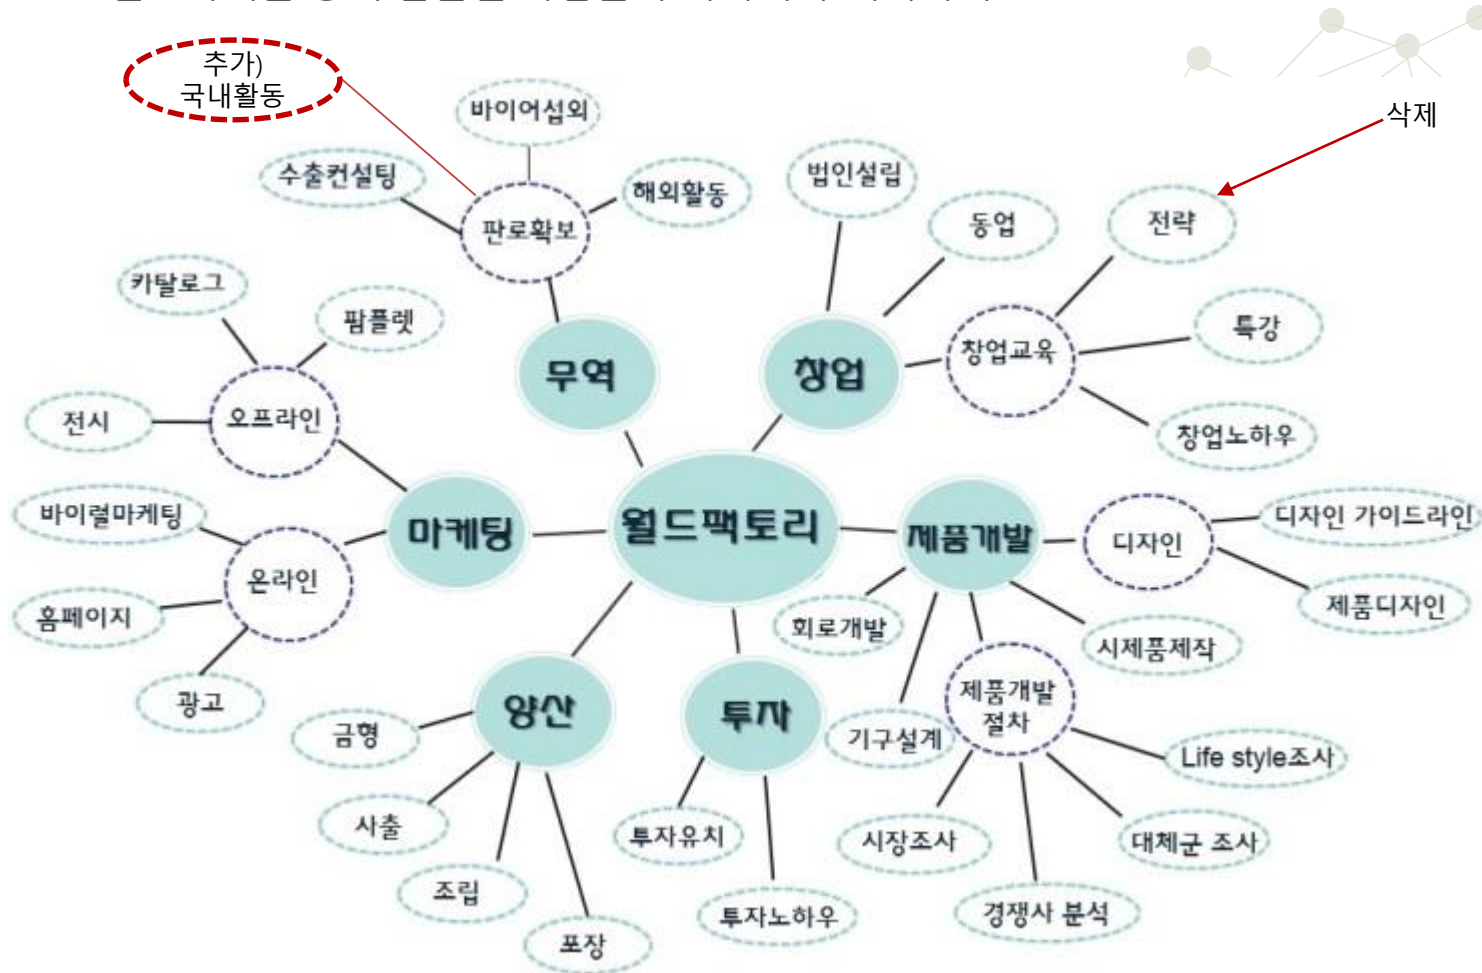 추가)
국내활동
바이어섭외
수출컨설팅
해외활동
판로확보
법인설립
동업
전략
삭제
카탈로그
팜플렛
특강
창업교육
창업노하우
무역
창업
전시
오프라인
바이럴마케팅
마케팅
월드팩토리
제품개발
디자인
디자인 가이드라인
제품디자인
온라인
홈페이지
광고
회로개발
시제품제작
양산
투자
제품개발
절차
금형
기구설계
Life style조사
사출
투자유치
시장조사
대체군 조사
조립
투자노하우
경쟁사 분석
포장